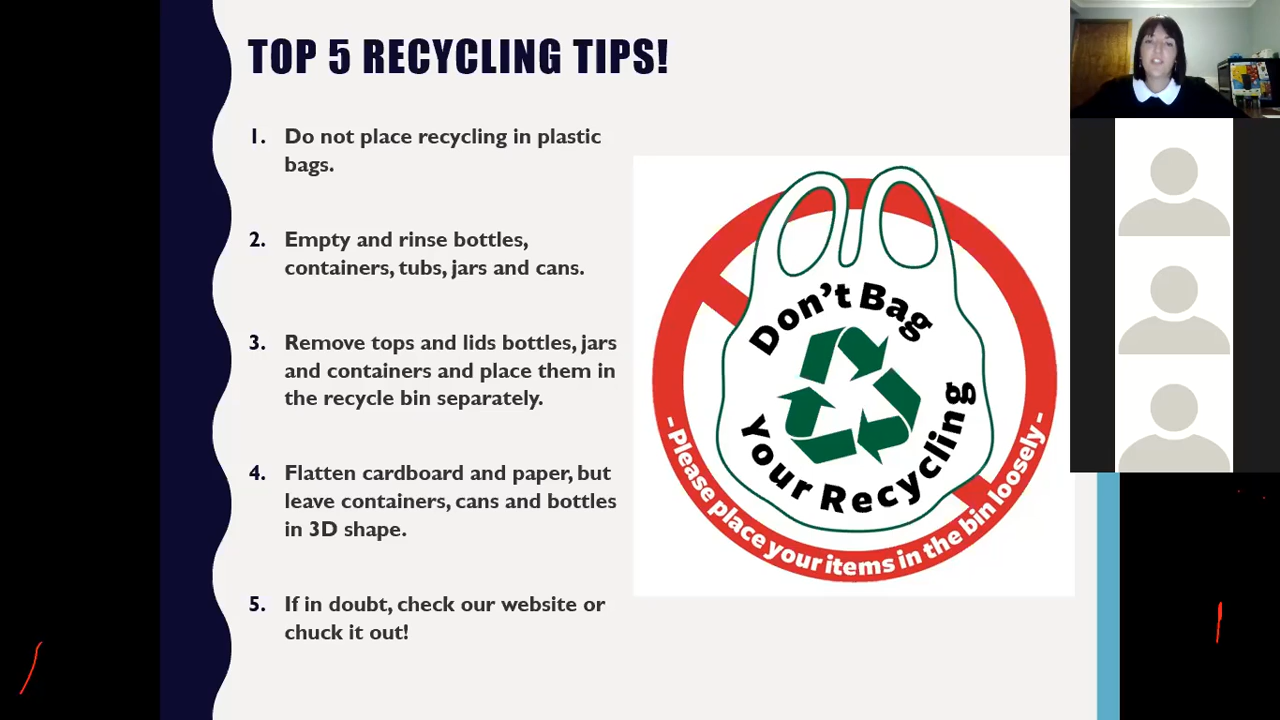 TOP 5 RECYCLING TIPS!
1. Do not place recycling in plastic
bags.
2. Empty and rinse bottles,
containers, tubs, jars and cans.
3. Remove tops and lids bottles, jars
and containers and place them in
the recycle bin separately.
4. Flatten cardboard and paper, but
leave containers, cans and bottles
in 3D shape.
5. If in doubt, check our website or
chuck it out!
Don't Bag
Your Recycling
- Please place your items in the bin loosely -